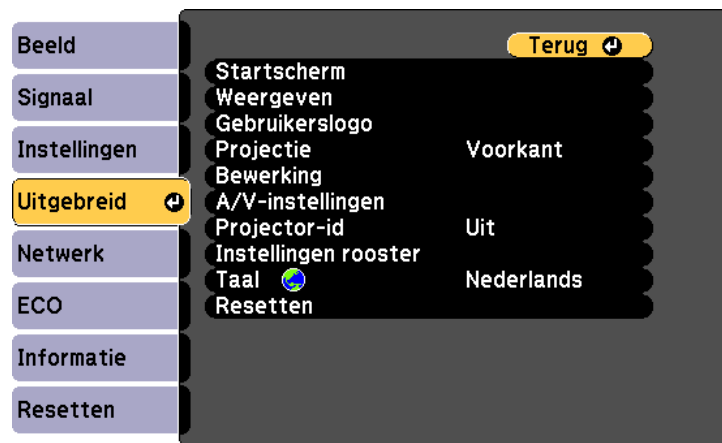 Beeld
Signaal
Instellingen
Uitgebreid
Netwerk
ECO
Informatie
Resetten
Terug
Startscherm
Weergeven
Gebruikerslogo
Projectie Voorkant
Bewerking
A/V-instellingen
Projector-id Uit
Instellingen rooster
Taal Nederlands
Resetten